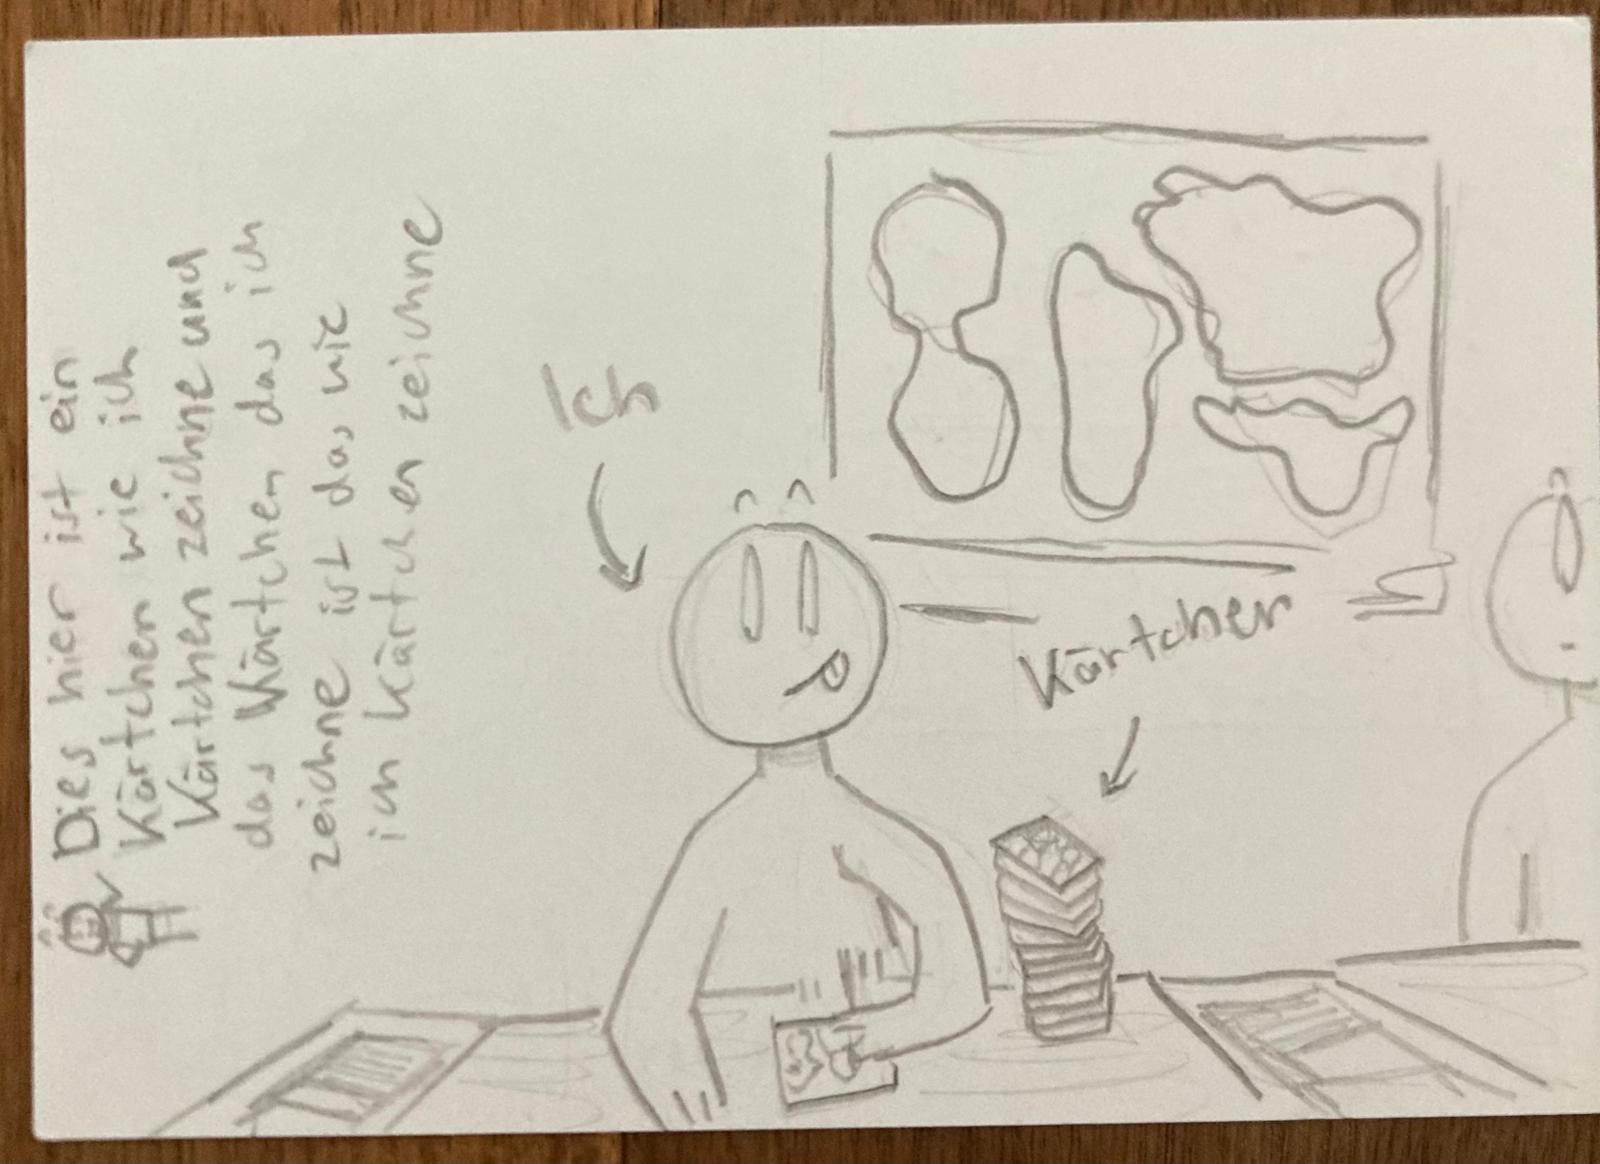 Dies hier ist ein
Kärtchen wie ich
Kärtchen zeichne und
das Kärtchen das ich
zeichne ist das wie
ich Kärtchen zeichne
Ich
Kärtchen